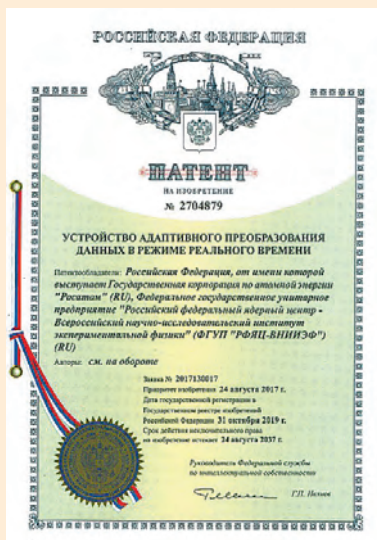 РОССИЙСКАЯ ФЕДЕРАЦИЯ
ПАТЕНТ
НА ИЗОБРЕТЕНИЕ
№ 2704879
УСТРОЙСТВО АДАПТИВНОГО ПРЕОБРАЗОВАНИЯ
ДАННЫХ В РЕЖИМЕ РЕАЛЬНОГО ВРЕМЕНИ
Патентообладатели: Российская Федерация, от имени которой
выступает Государственная корпорация по атомной энергии
"Росатом" (RU), Федеральное государственное унитарное
предприятие "Российский федеральный ядерный центр -
Всероссийский научно-исследовательский институт
экспериментальной физики" (ФГУП "РФЯЦ-ВНИИЭФ")
(RU)
Авторы: см. на обороте
Заявка № 2017130017
Приоритет изобретения 24 августа 2017 г.
Дата государственной регистрации в
Государственном реестре изобретений
Российской Федерации 31 октября 2019 г.
Срок действия исключительного права
на изобретение истекает 24 августа 2037 г.
Руководитель Федеральной службы
по интеллектуальной собственности
Г.П. Ивлиев